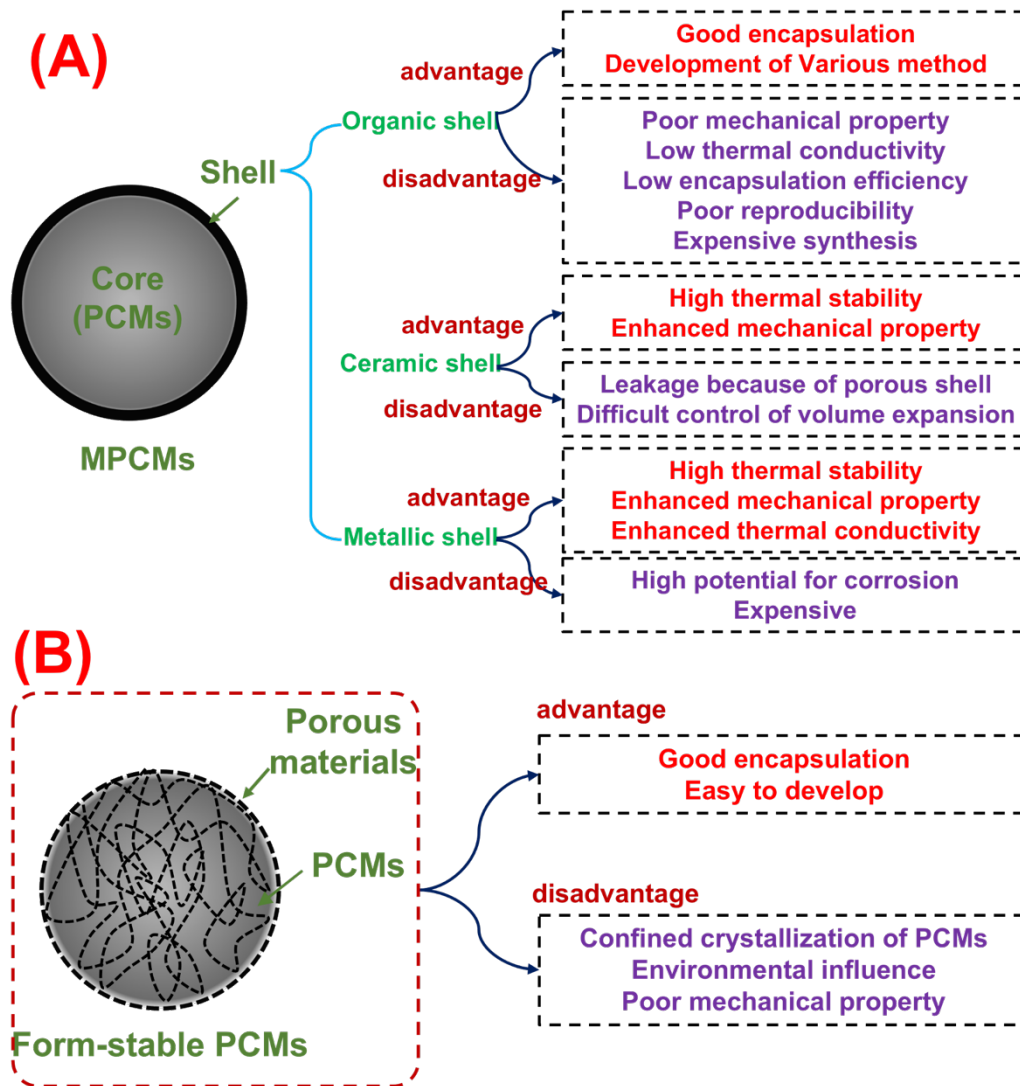 (A)
Shell
Core
(PCMs)
MPCMs
Organic shell
advantage
Good encapsulation
Development of Various method
disadvantage
Poor mechanical property
Low thermal conductivity
Low encapsulation efficiency
Poor reproducibility
Expensive synthesis
Ceramic shell
advantage
High thermal stability
Enhanced mechanical property
disadvantage
Leakage because of porous shell
Difficult control of volume expansion
Metallic shell
advantage
High thermal stability
Enhanced mechanical property
Enhanced thermal conductivity
disadvantage
High potential for corrosion
Expensive
(B)
Porous
materials
PCMs
Form-stable PCMs
advantage
Good encapsulation
Easy to develop
disadvantage
Confined crystallization of PCMs
Environmental influence
Poor mechanical property